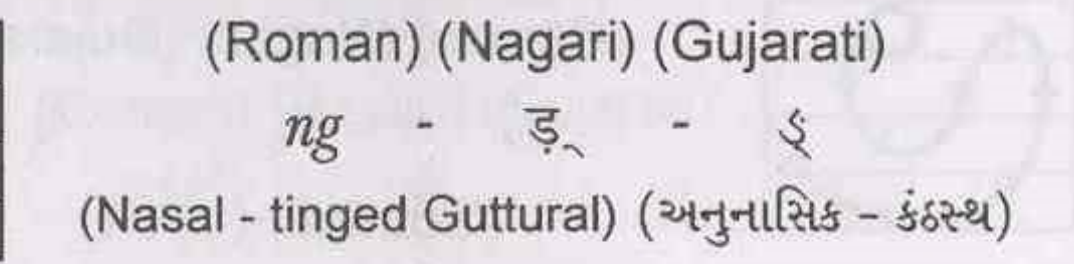 (Roman) (Nagari) (Gujarati)
ng - ड़् - ઙ્
(Nasal - tinged Guttural) (અનુનાસિક – કંઠસ્થ)